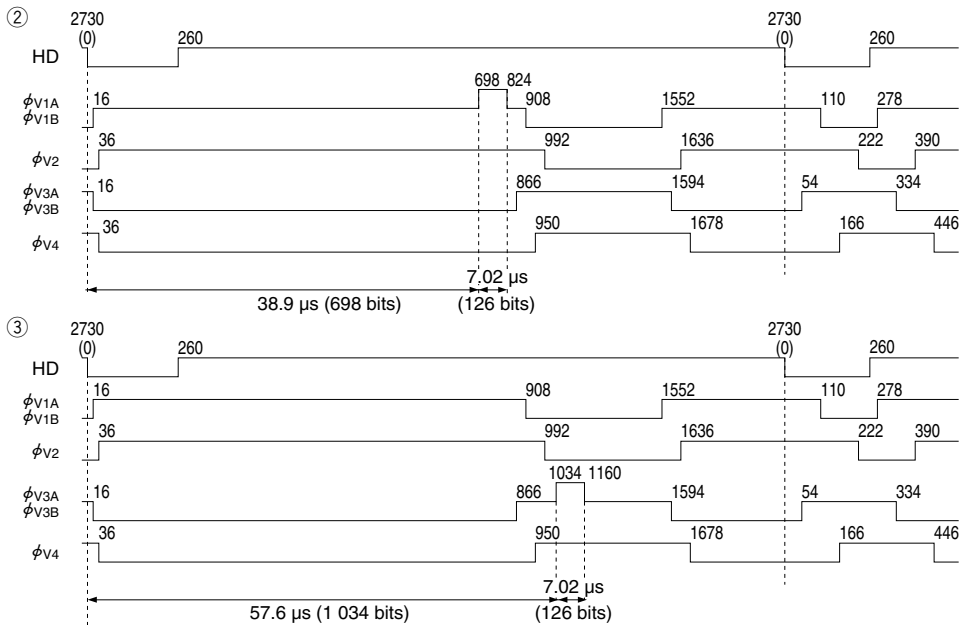 ②
2730 2730
(0) 260 (0) 260
HD
698 824
ϕV1A 16 908 1552 110 278
ϕV1B
36 992 1636 222 390
ϕV2
ϕV3A 16 866 1594 54 334
ϕV3B
36 950 1678 166 446
ϕV4
7.02 µs
38.9 µs (698 bits) (126 bits)
③
2730 2730
(0) 260 (0) 260
HD
ϕV1A 16 908 1552 110 278
ϕV1B
36 992 1636 222 390
ϕV2
1034 1160
ϕV3A 16 866 1594 54 334
ϕV3B
36 950 1678 166 446
ϕV4
7.02 µs
57.6 µs (1 034 bits) (126 bits)